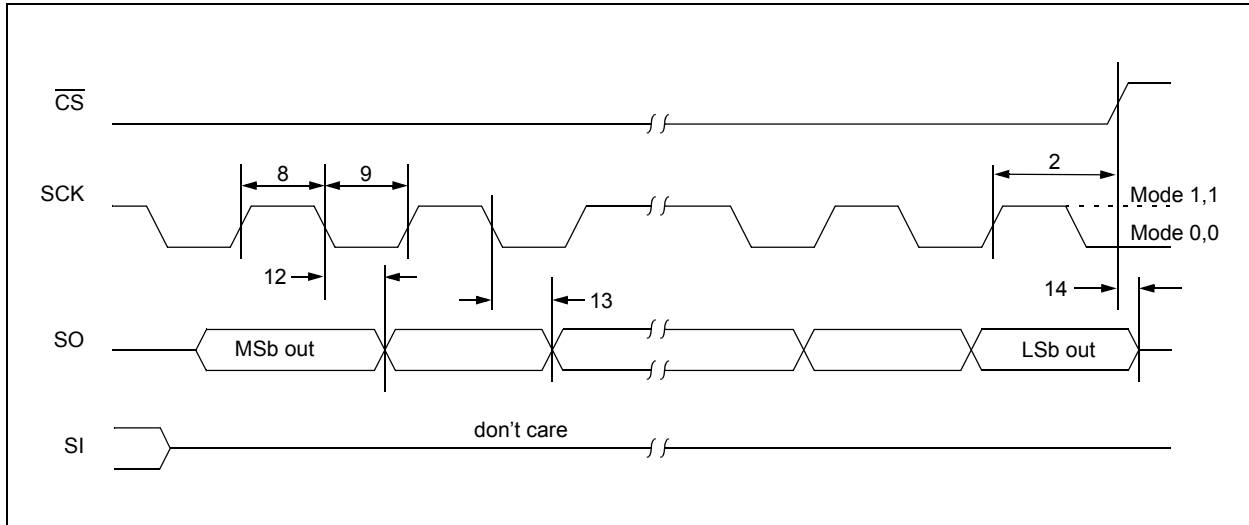 CS
2
8
9
SCK
Mode 1,1
Mode 0,0
12
13
14
SO
MSb out
LSb out
SI
don't care